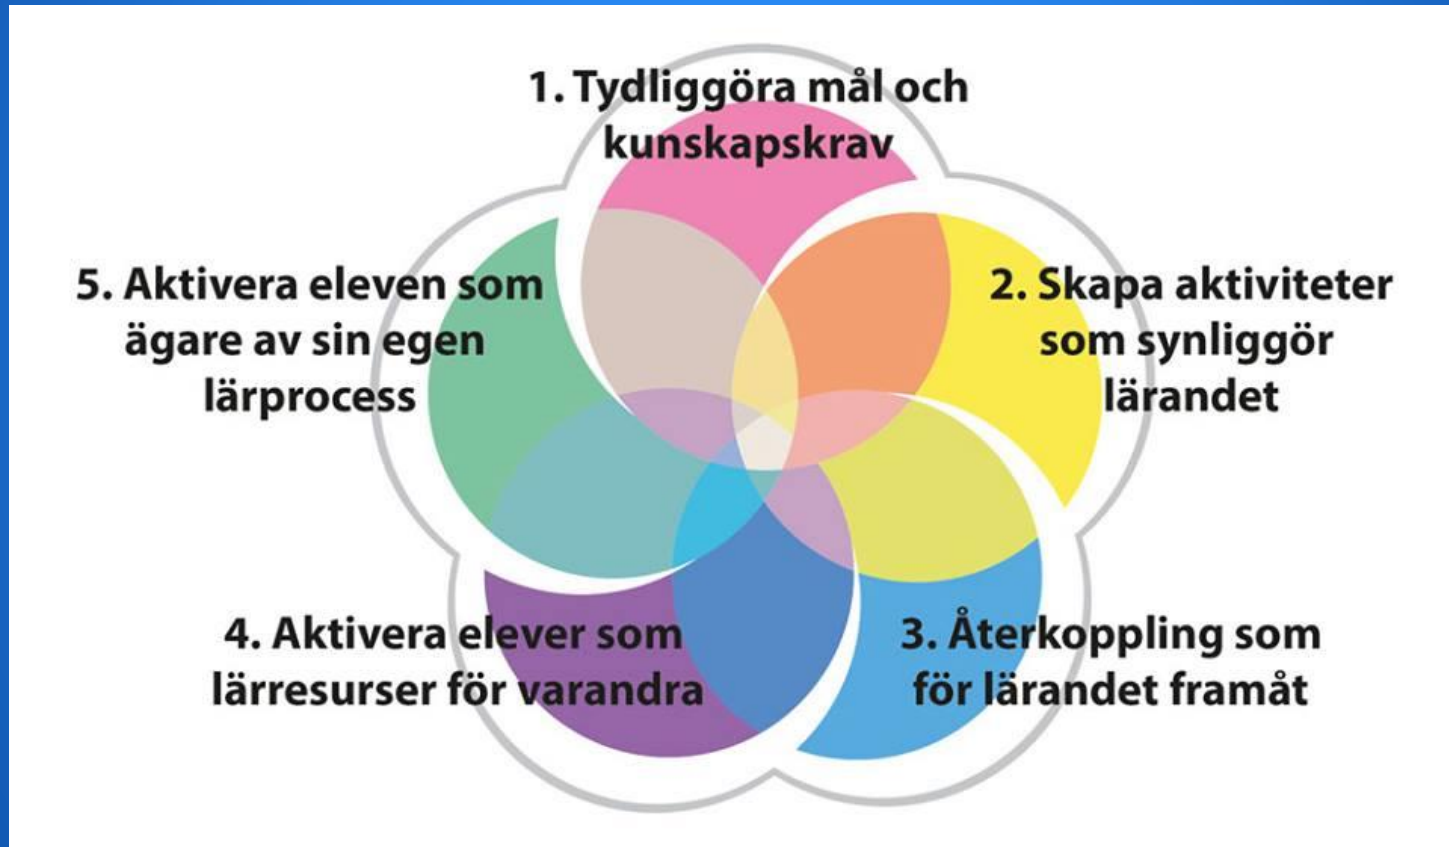 1. Tydliggöra mål och
kunskapskrav
2. Skapa aktiviteter
som synliggör
lärandet
3. Återkoppling som
för lärandet framåt
4. Aktivera elever som
lärresurser för varandra
5. Aktivera eleven som
ägare av sin egen
lärprocess